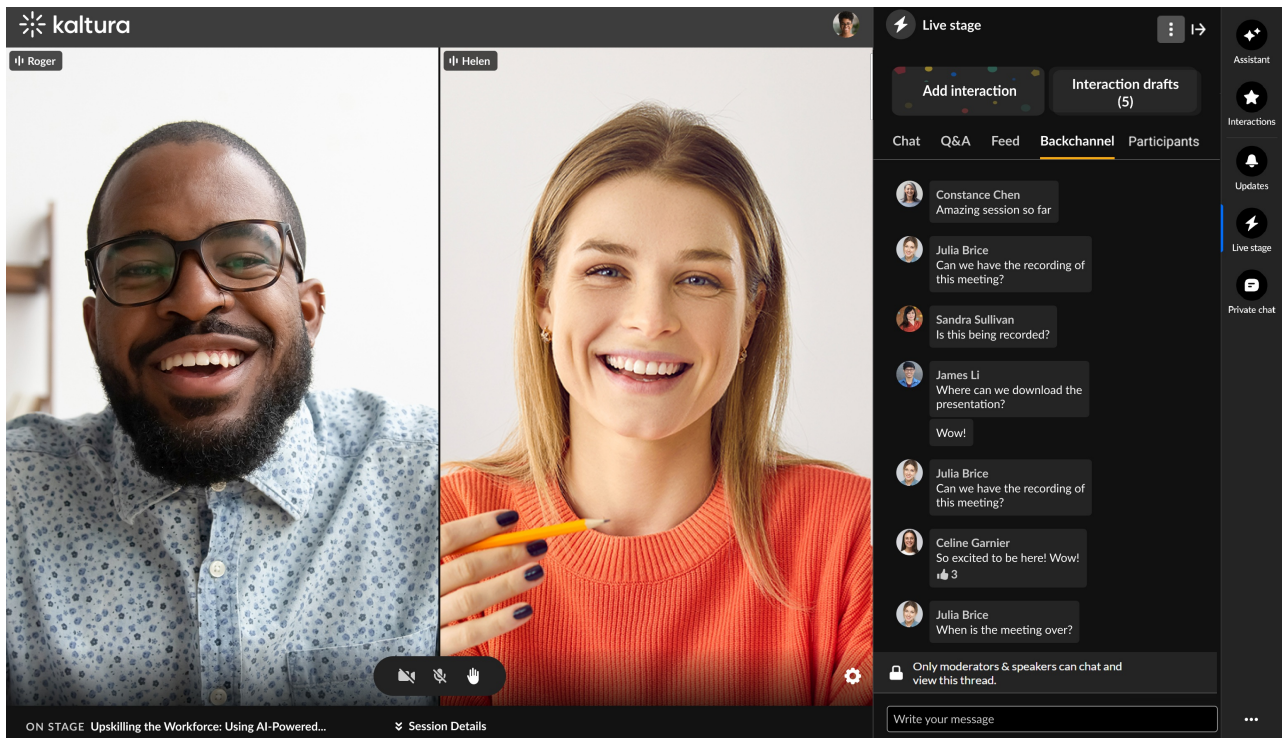 kaltura
Roger
Helen
ON STAGE Upskilling the Workforce: Using AI-Powered...
Session Details
Live stage
Add interaction
Interaction drafts
(5)
Chat Q&A Feed Backchannel Participants
Constance Chen
Amazing session so far
Julia Brice
Can we have the recording of
this meeting?
Sandra Sullivan
Is this being recorded?
James Li
Where can we download the
presentation?
Wow!
Julia Brice
Can we have the recording of
this meeting?
Celine Garnier
So excited to be here! Wow!
3
Julia Brice
When is the meeting over?
Only moderators & speakers can chat and
view this thread.
Write your message
Assistant
Interactions
Updates
Live stage
Private chat